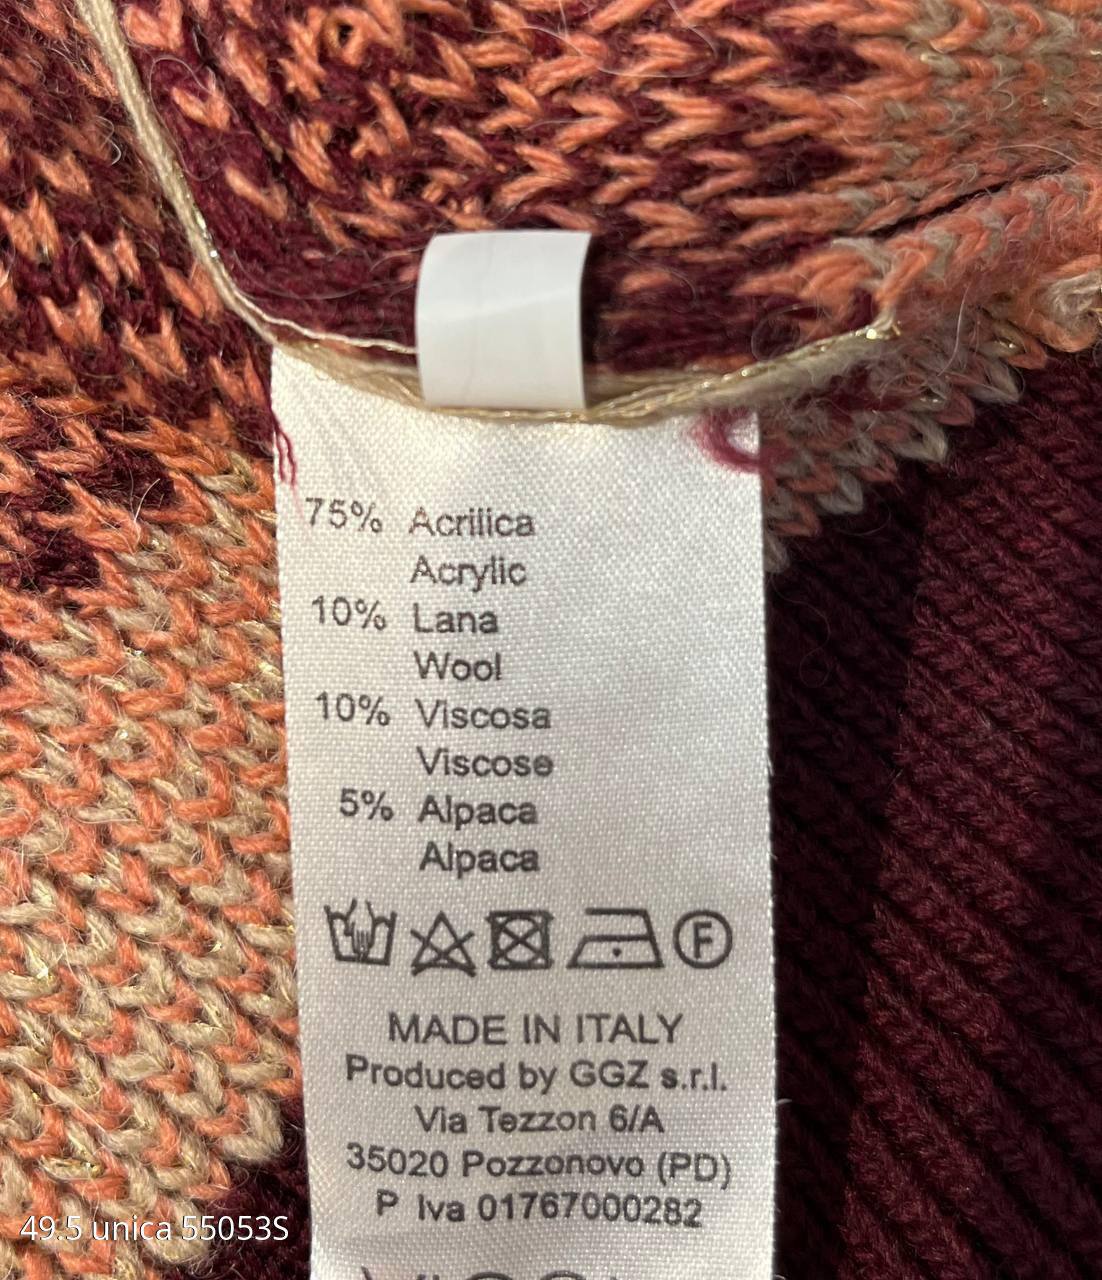 75% Acrilica
Acrylic
10% Lana
Wool
10% Viscosa
Viscose
5% Alpaca
Alpaca
F
MADE IN ITALY
Produced by GGZ s.r.l.
Via Tezzon 6/A
35020 Pozzonovo (PD)
P Iva 01767000282
49.5 unica 55053S